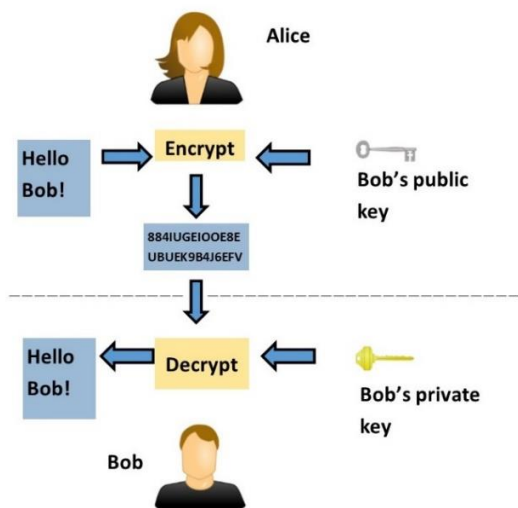 Alice
Hello
Bob!
Encrypt
Bob's public
key
884IUGEIOOE8E
UBUEK9B4J6EFV
Hello
Bob!
Decrypt
Bob's private
key
Bob